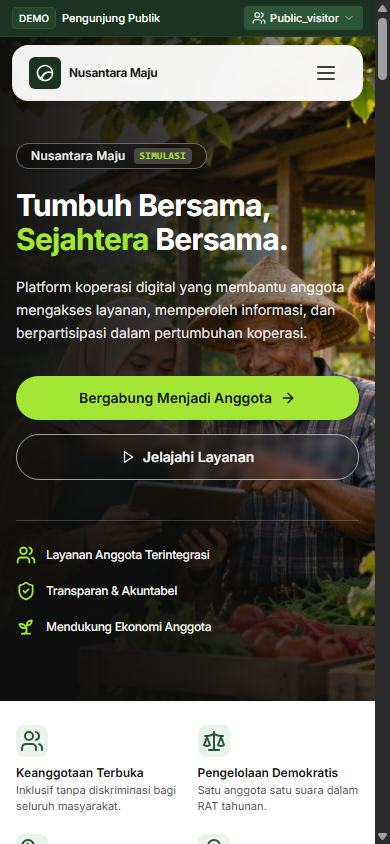 DEMO Pengunjung Publik
Public_visitor
Nusantara Maju
Nusantara Maju SIMULASI
Tumbuh Bersama,
Sejahtera Bersama.
Platform koperasi digital yang membantu anggota
mengakses layanan, memperoleh informasi, dan
berpartisipasi dalam pertumbuhan koperasi.
Bergabung Menjadi Anggota
Jelajahi Layanan
Layanan Anggota Terintegrasi
Transparan & Akuntabel
Mendukung Ekonomi Anggota
Keanggotaan Terbuka
Inklusif tanpa diskriminasi bagi
seluruh masyarakat.
Pengelolaan Demokratis
Satu anggota satu suara dalam
RAT tahunan.